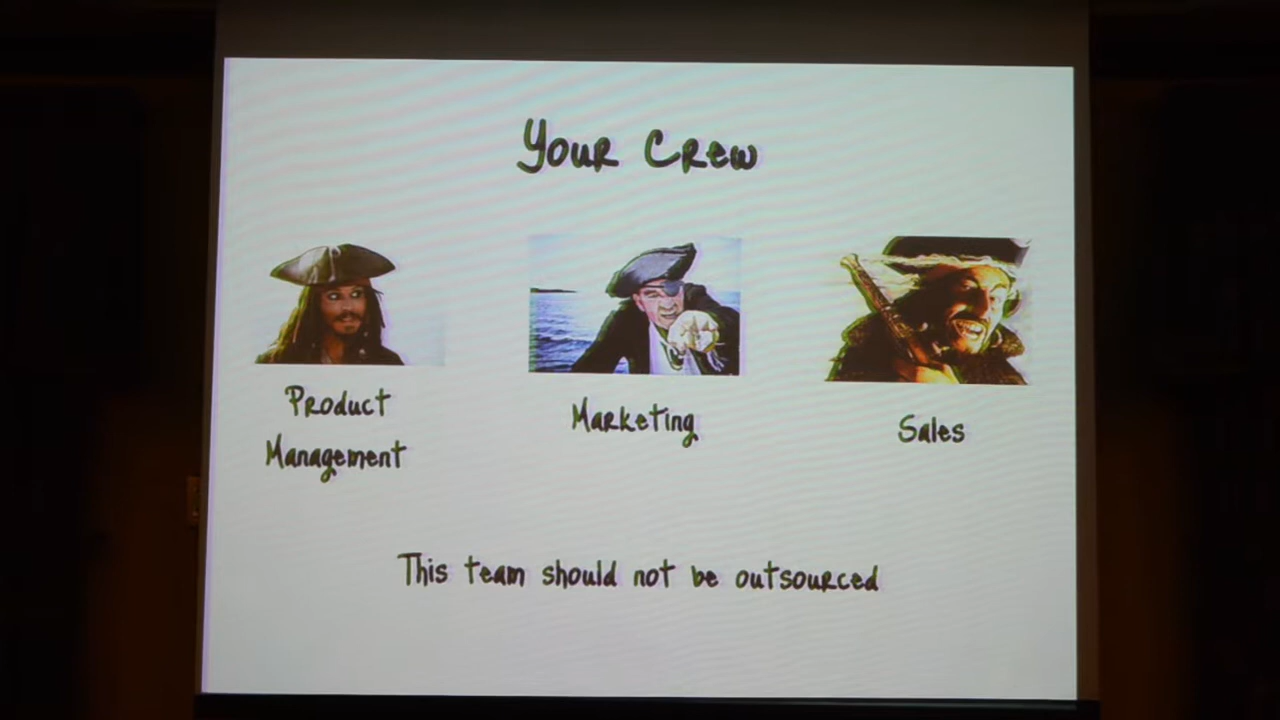 Your Crew
Product
Management
Marketing
Sales
This team should not be outsourced